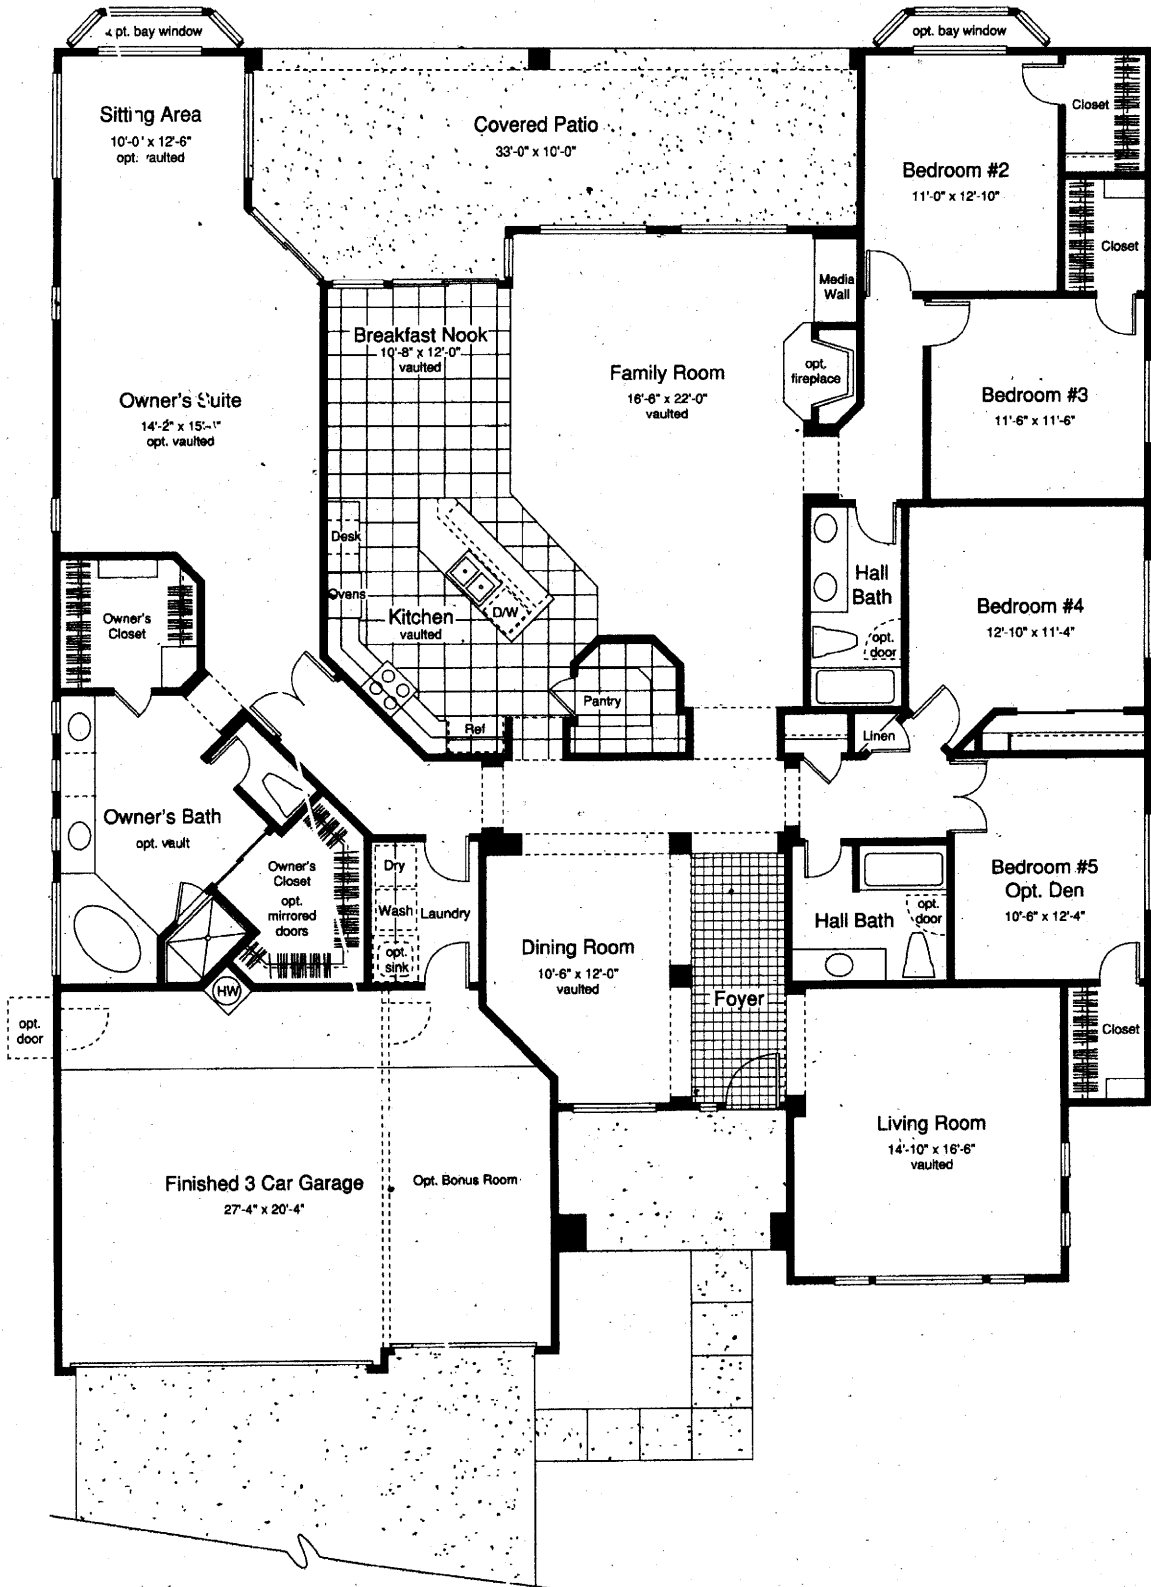 opt. bay window
opt. bay window
Sitting Area
10'-0" x 12'-6"
opt. vaulted
Covered Patio
33'-0" x 10'-0"
Bedroom #2
11'-0" x 12'-10"
Closet
Closet
Media
Wall
Breakfast Nook
10'-8" x 12'-0"
vaulted
Family Room
16'-6" x 22'-0"
vaulted
opt.
fireplace
Bedroom #3
11'-6" x 11'-6"
Owner's Suite
14'-2" x
opt. vaulted
Desk
Ovens
Kitchen
vaulted
D/W
Hall
Bath
opt.
door
Bedroom #4
12'-10" x 11'-4"
Owner's
Closet
Pantry
Ref
Linen
Owner's Bath
opt. vault
Owner's
Closet
opt.
mirrored
doors
Dry
Wash
opt.
sink
Laundry
Dining Room
10'-6" x 12'-0"
vaulted
Foyer
Hall Bath
opt.
door
Bedroom #5
Opt. Den
10'-6" x 12'-4"
HW
opt.
door
Closet
Living Room
14'-10" x 16'-6"
vaulted
Finished 3 Car Garage
27'-4" x 20'-4"
Opt. Bonus Room